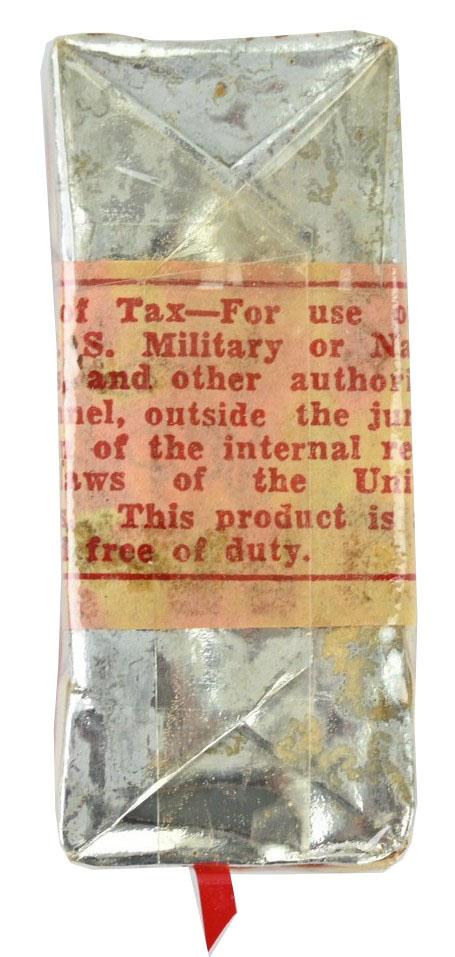 of Tax—For use o
S. Military or Na
and other authori
nel, outside the jur
of the internal re
aws of the Uni
This product is
free of duty.